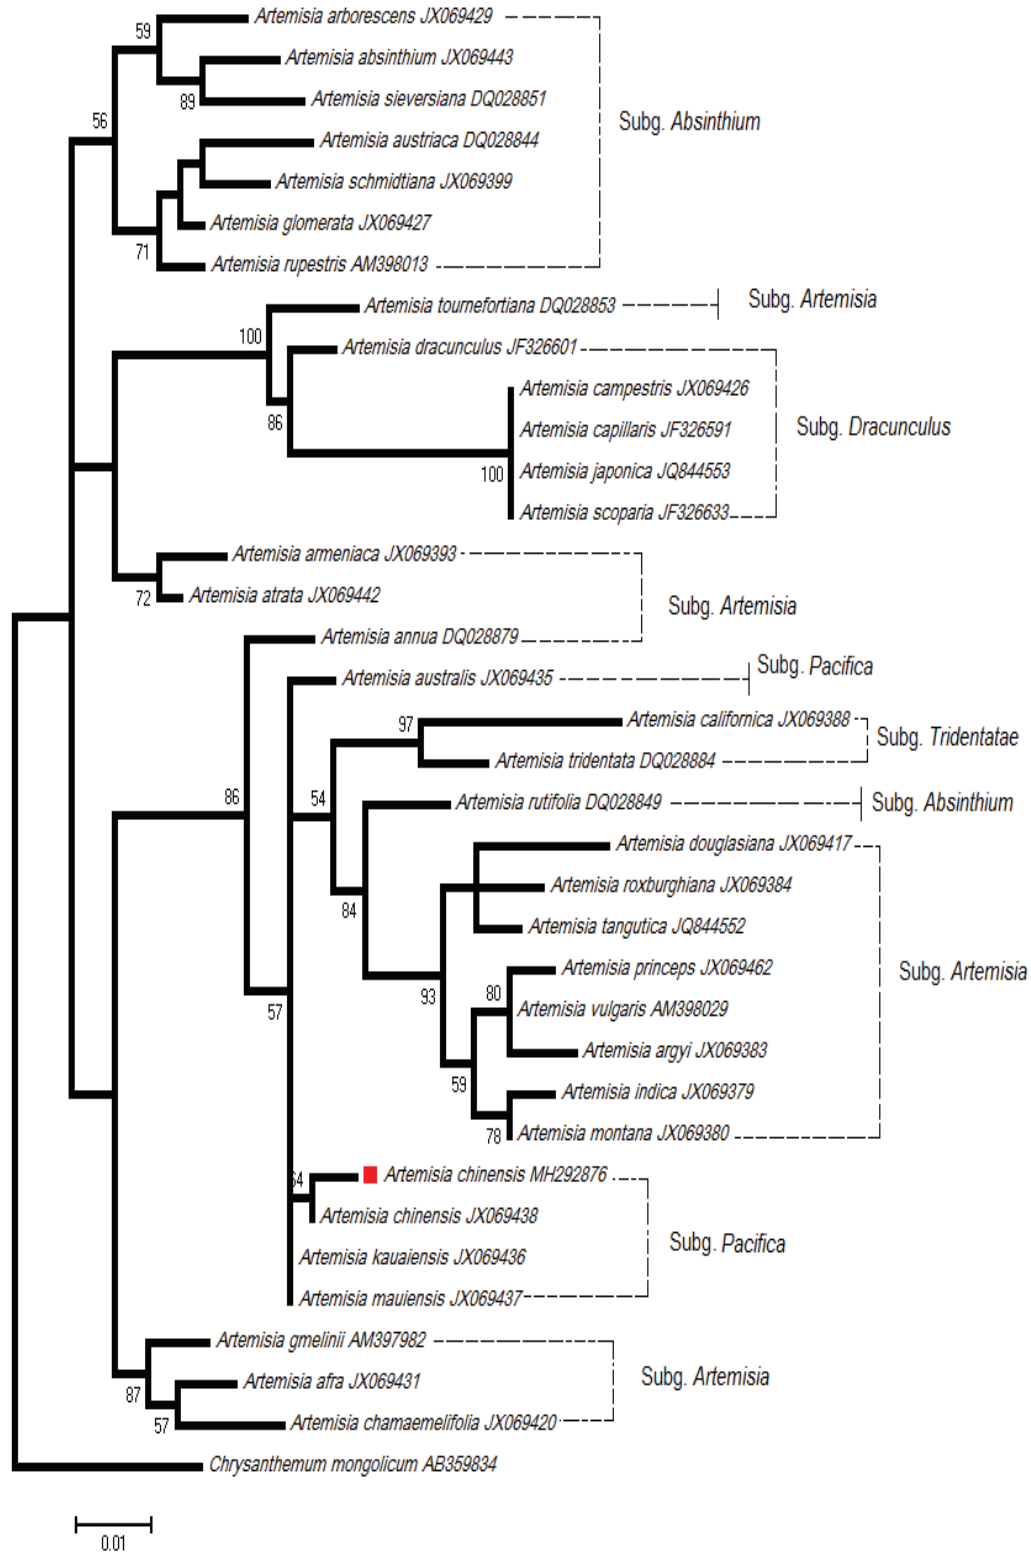 Artemisia arborescens JX069429
59
Artemisia absinthium JX069443
89
Artemisia sieversiana DQ028851
Subg. Absinthium
56
Artemisia austriaca DQ028844
Artemisia schmidtiana JX069399
Artemisia glomerata JX069427
71
Artemisia rupestris AM398013
Artemisia tournefortiana DQ028853
Subg. Artemisia
100
Artemisia dracunculus JF326601
Artemisia campestris JX069426
86
Artemisia capillaris JF326591
Subg. Dracunculus
100
Artemisia japonica JQ844553
Artemisia scoparia JF326633
Artemisia armeniaca JX069393
72
Artemisia atrata JX069442
Subg. Artemisia
Artemisia annua DQ028879
Artemisia australis JX069435
Subg. Pacifica
97
Artemisia californica JX069388
Subg. Tridentatae
Artemisia tridentata DQ028884
86
54
Artemisia rutifolia DQ028849
Subg. Absinthium
Artemisia douglasiana JX069417
84
Artemisia roxburghiana JX069384
Artemisia tangutica JQ844552
Artemisia princeps JX069462
Subg. Artemisia
57
93
80
Artemisia vulgaris AM398029
Artemisia argyi JX069383
59
Artemisia indica JX069379
78
Artemisia montana JX069380
64
Artemisia chinensis MH292876
Artemisia chinensis JX069438
Subg. Pacifica
Artemisia kauaiensis JX069436
Artemisia mauiensis JX069437
Artemisia gmelinii AM397982
87
Artemisia afra JX069431
Subg. Artemisia
57
Artemisia chamaemelifolia JX069420
Chrysanthemum mongolicum AB359834
0.01